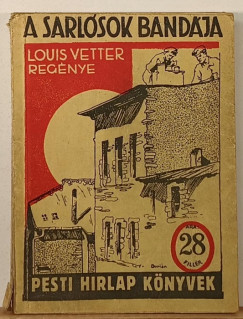 A SARLÓSOK BANDÁJA
LOUIS VETTER
REGÉNYE
ÁRA
28
FILLÉR
PESTI HIRLAP KÖNYVEK